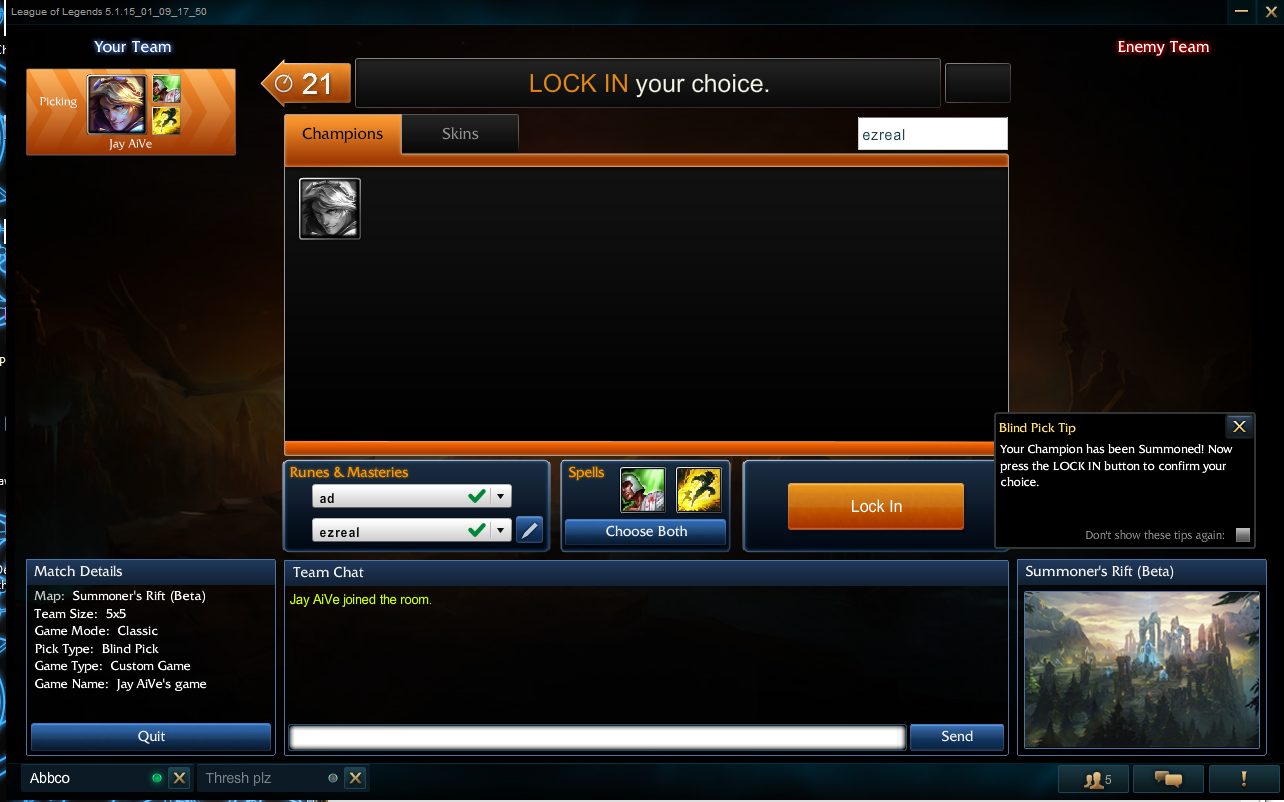 League of Legends 5.1.15_01_09_17_50
Your Team
Enemy Team
Picking
Jay AiVe
21
LOCK IN your choice.
Champions
Skins
ezreal
Blind Pick Tip
Your Champion has been Summoned! Now
press the LOCK IN button to confirm your
choice.
Don't show these tips again:
Runes & Masteries
ad
ezreal
Spells
Choose Both
Lock In
Match Details
Map: Summoner's Rift (Beta)
Team Size: 5x5
Game Mode: Classic
Pick Type: Blind Pick
Game Type: Custom Game
Game Name: Jay AiVe's game
Quit
Team Chat
Jay AiVe joined the room.
Send
Summoner's Rift (Beta)
Abbco
Thresh plz
5